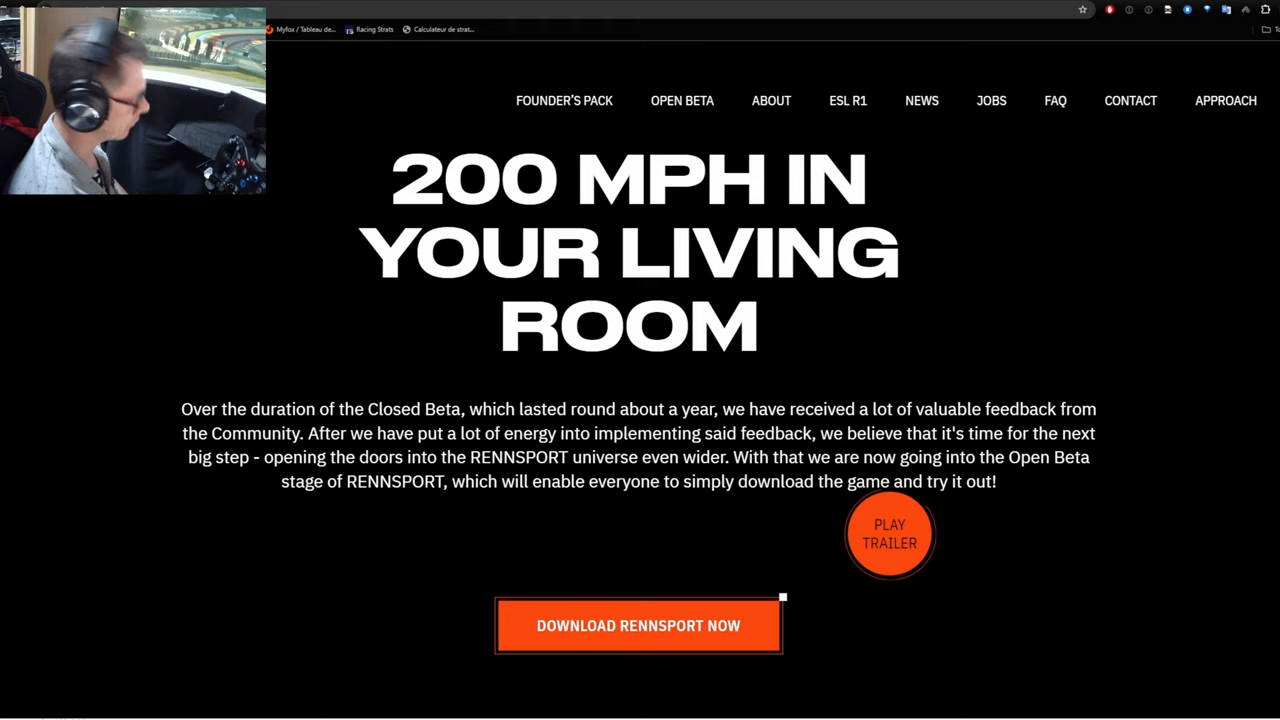 Myfox / Tableau de...
Racing Strats
Calculateur de strat...
FOUNDER'S PACK OPEN BETA ABOUT ESL R1 NEWS JOBS FAQ CONTACT APPROACH
200 MPH IN
YOUR LIVING
ROOM
Over the duration of the Closed Beta, which lasted round about a year, we have received a lot of valuable feedback from
the Community. After we have put a lot of energy into implementing said feedback, we believe that it's time for the next
big step - opening the doors into the RENNSPORT universe even wider. With that we are now going into the Open Beta
stage of RENNSPORT, which will enable everyone to simply download the game and try it out!
PLAY
TRAILER
DOWNLOAD RENNSPORT NOW